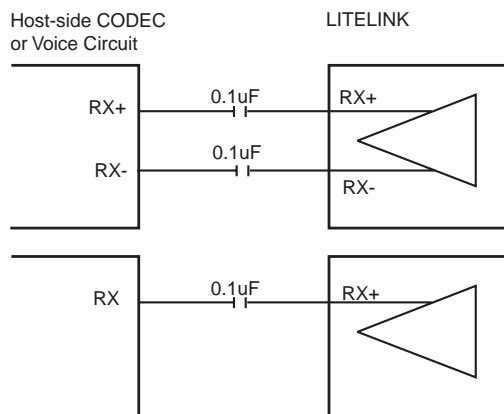 Host-side CODEC
or Voice Circuit
LITELINK
RX+
0.1uF
RX+
RX-
0.1uF
RX-
RX
0.1uF
RX+